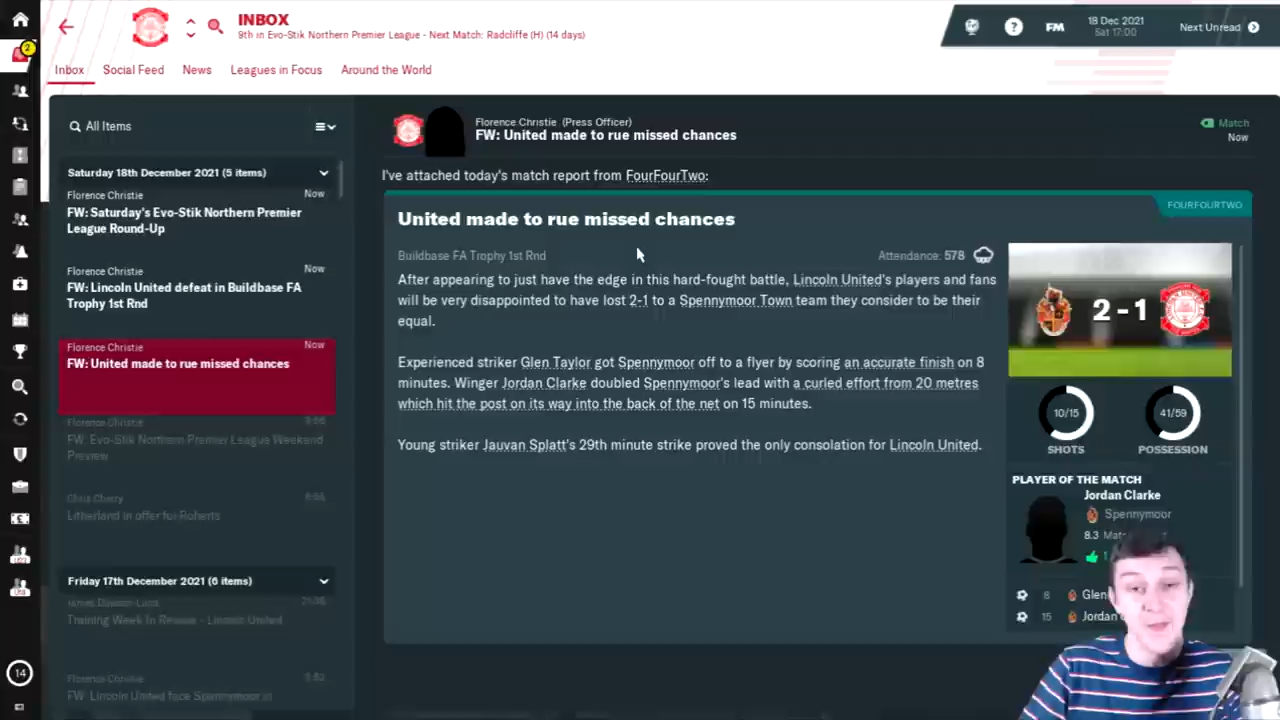 INBOX
9th in Evo-Stik Northern Premier League - Next Match: Radcliffe (H) (14 days)
18 Dec 2021
Sat 17:00
FM
Next Unread
2
Inbox
Social Feed
News
Leagues in Focus
Around the World
All Items
Saturday 18th December 2021 (5 items)
Florence Christie
Now
FW: Saturday's Evo-Stik Northern Premier
League Round-Up
Florence Christie
Now
FW: Lincoln United defeat in Buildbase FA
Trophy 1st Rnd
Florence Christie
Now
FW: United made to rue missed chances
Florence Christie
FW: Evo-Stik Northern Premier League Weekend
Preview
Chris Cherry
Litherland in offer for Roberts
Friday 17th December 2021 (6 items)
Training Week In Review - Lincoln United
Florence Christie
FW: Lincoln United face Spennymoor in
14
Florence Christie (Press Officer)
FW: United made to rue missed chances
Match
Now
I've attached today's match report from FourFourTwo:
FOURFOURTWO
United made to rue missed chances
Buildbase FA Trophy 1st Rnd
Attendance: 578
After appearing to just have the edge in this hard-fought battle, Lincoln United's players and fans
will be very disappointed to have lost 2-1 to a Spennymoor Town team they consider to be their
equal.
Experienced striker Glen Taylor got Spennymoor off to a flyer by scoring an accurate finish on 8
minutes. Winger Jordan Clarke doubled Spennymoor's lead with a curled effort from 20 metres
which hit the post on its way into the back of the net on 15 minutes.
Young striker Jauvan Splatt's 29th minute strike proved the only consolation for Lincoln United.
2 - 1
10/15
41/59
SHOTS
POSSESSION
PLAYER OF THE MATCH
Jordan Clarke
Spennymoor
8.3
8
Glen
15
Jordan